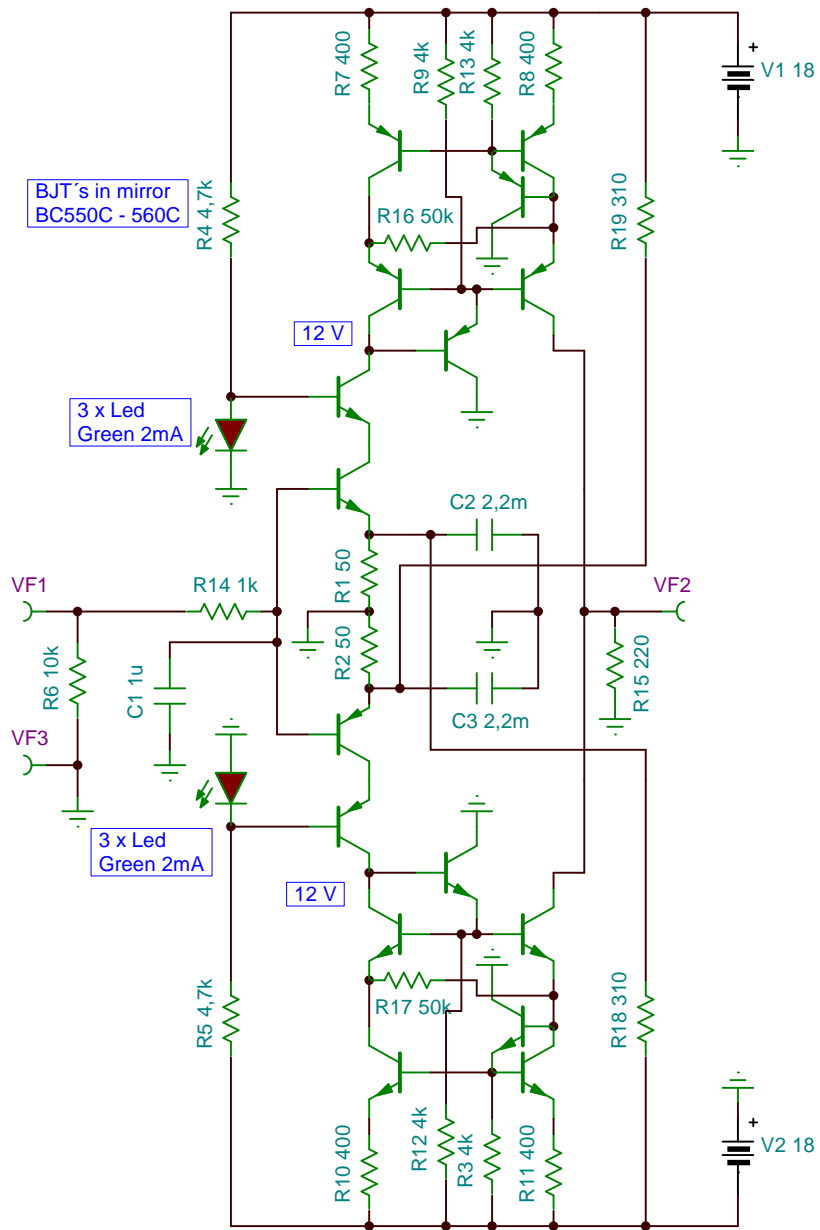 R7 400
R9 4k
R13 4k
R8 400
+
V1 18
BJT´s in mirror
BC550C - 560C
R4 4,7k
R16 50k
R19 310
12 V
3 x Led
Green 2mA
C2 2,2m
VF1
R14 1k
R1 50
VF2
R6 10k
C1 1u
R2 50
R15 220
C3 2,2m
VF3
3 x Led
Green 2mA
12 V
R17 50k
R5 4,7k
R18 310
R10 400
R12 4k
R3 4k
R11 400
+
V2 18